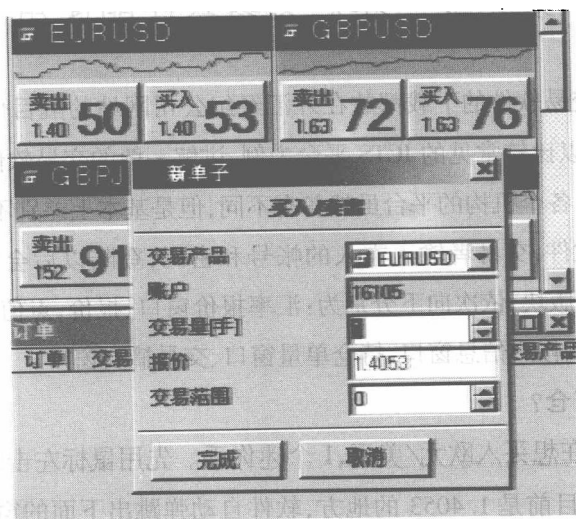 EURUSD
GBPUSD
卖出 1.40 50
买入 1.40 53
卖出 1.63 72
买入 1.63 76
GBPJ
卖出 152 91
新单子
买入/卖出
交易产品 EURUSD
账户 16105
交易量[手]
报价 1.4053
交易范围 0
完成 取消
订单
订单 交易
交易产品